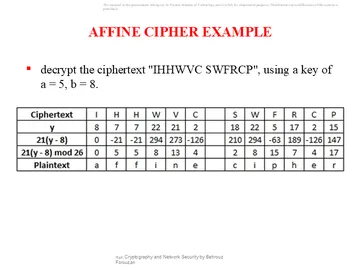 AFFINE CIPHER EXAMPLE
decrypt the ciphertext "IHHWVC SWFRCP", using a key of
a = 5, b = 8.
Ciphertext I H H W V C S W F R C P
y 8 7 7 22 21 2 18 22 5 17 2 15
21(y - 8) 0 -21 -21 294 273 -126 210 294 -63 189 -126 147
21(y - 8) mod 26 0 5 5 8 13 4 2 8 15 7 4 17
Plaintext a f f i n e c i p h e r
Cryptography and Network Security by Behrouz
Forouzan